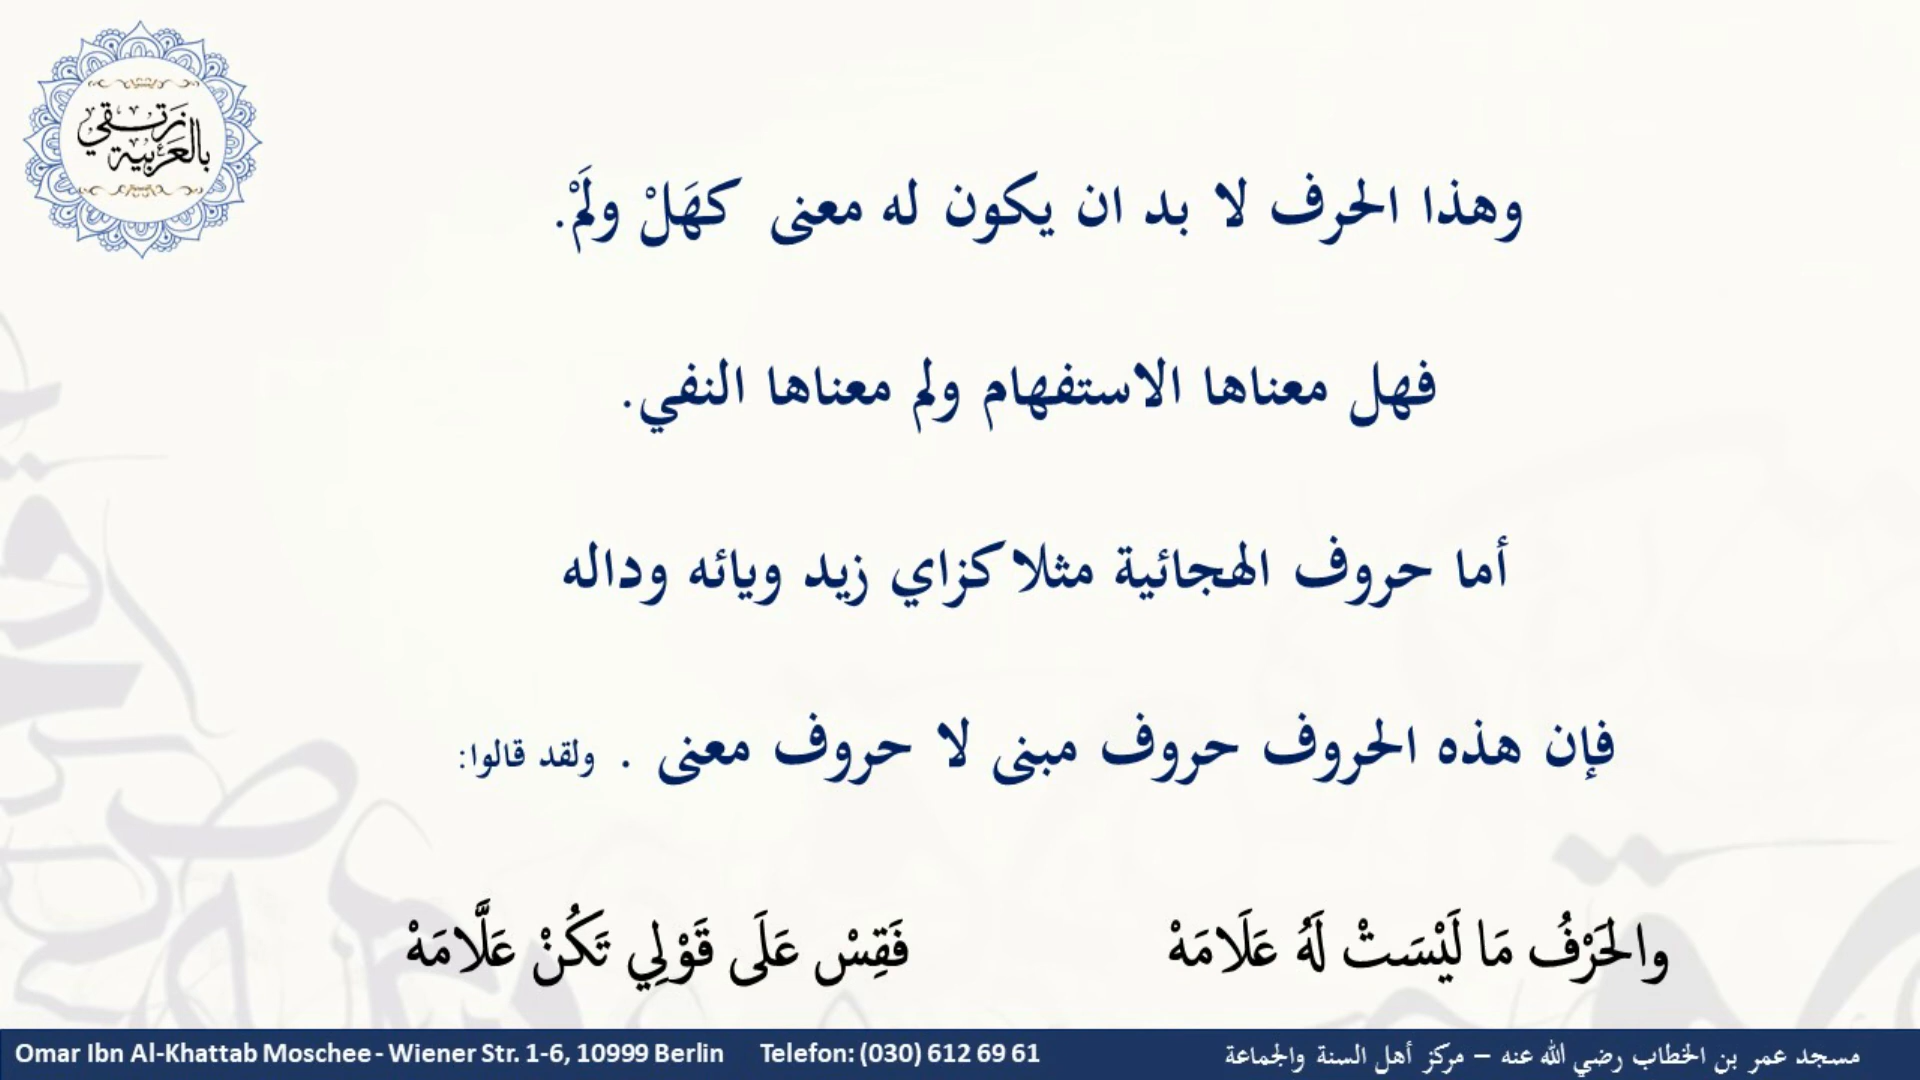 نرتقي
بالعربية
وهذا الحرف لا بد ان يكون له معنى كهَلْ ولَمْ.
فهل معناها الاستفهام ولم معناها النفي.
أما حروف الهجائية مثلا كزاي زيد ويائه وداله
فإن هذه الحروف حروف مبنى لا حروف معنى . ولقد قالوا:
والحَرْفُ مَا لَيْسَتْ لَهُ عَلَامَهْ فَقِسْ عَلَى قَوْلِي تَكُنْ عَلَّامَهْ
Omar Ibn Al-Khattab Moschee - Wiener Str. 1-6, 10999 Berlin Telefon: (030) 612 69 61 مسجد عمر بن الخطاب رضي الله عنه – مركز أهل السنة والجماعة